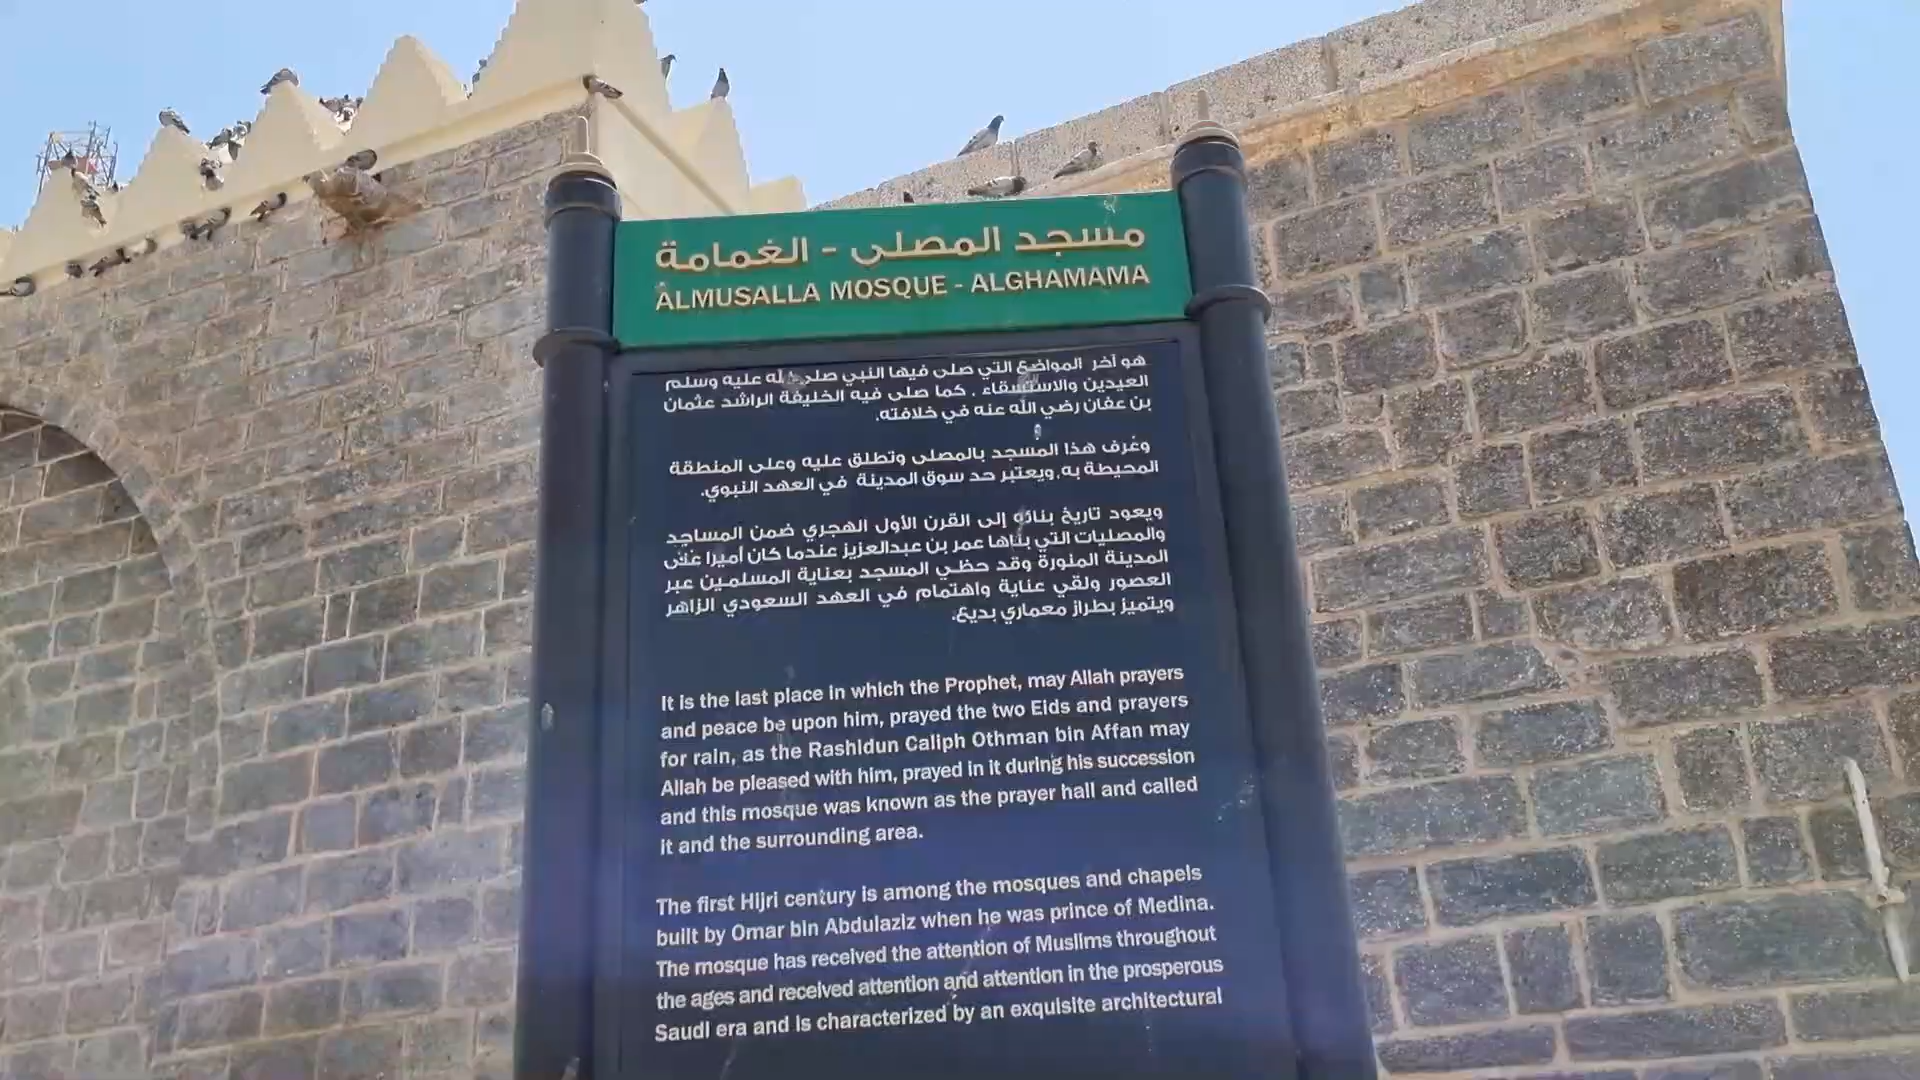 مسجد المصلى - الغمامة
ALMUSALLA MOSQUE - ALGHAMAMA
هو آخر المواضع التي صلى فيها النبي صلى الله عليه وسلم
العيدين والاستسقاء . كما صلى فيه الخليفة الراشد عثمان
بن عفان رضي الله عنه في خلافته.
وعُرف هذا المسجد بالمصلى وتطلق عليه وعلى المنطقة
المحيطة به.ويعتبر حد سوق المدينة في العهد النبوي.
ويعود تاريخ بنائه إلى القرن الأول الهجري ضمن المساجد
والمصليات التي بناها عمر بن عبدالعزيز عندما كان أميرا على
المدينة المنورة وقد حظي المسجد بعناية المسلمين عبر
العصور ولقي عناية واهتمام في العهد السعودي الزاهر
ويتميز بطراز معماري بديع.
It is the last place in which the Prophet, may Allah prayers
and peace be upon him, prayed the two Eids and prayers
for rain, as the Rashidun Caliph Othman bin Affan may
Allah be pleased with him, prayed in it during his succession
and this mosque was known as the prayer hall and called
it and the surrounding area.
The first Hijri century is among the mosques and chapels
built by Omar bin Abdulaziz when he was prince of Medina.
The mosque has received the attention of Muslims throughout
the ages and received attention and attention in the prosperous
Saudi era and is characterized by an exquisite architectural